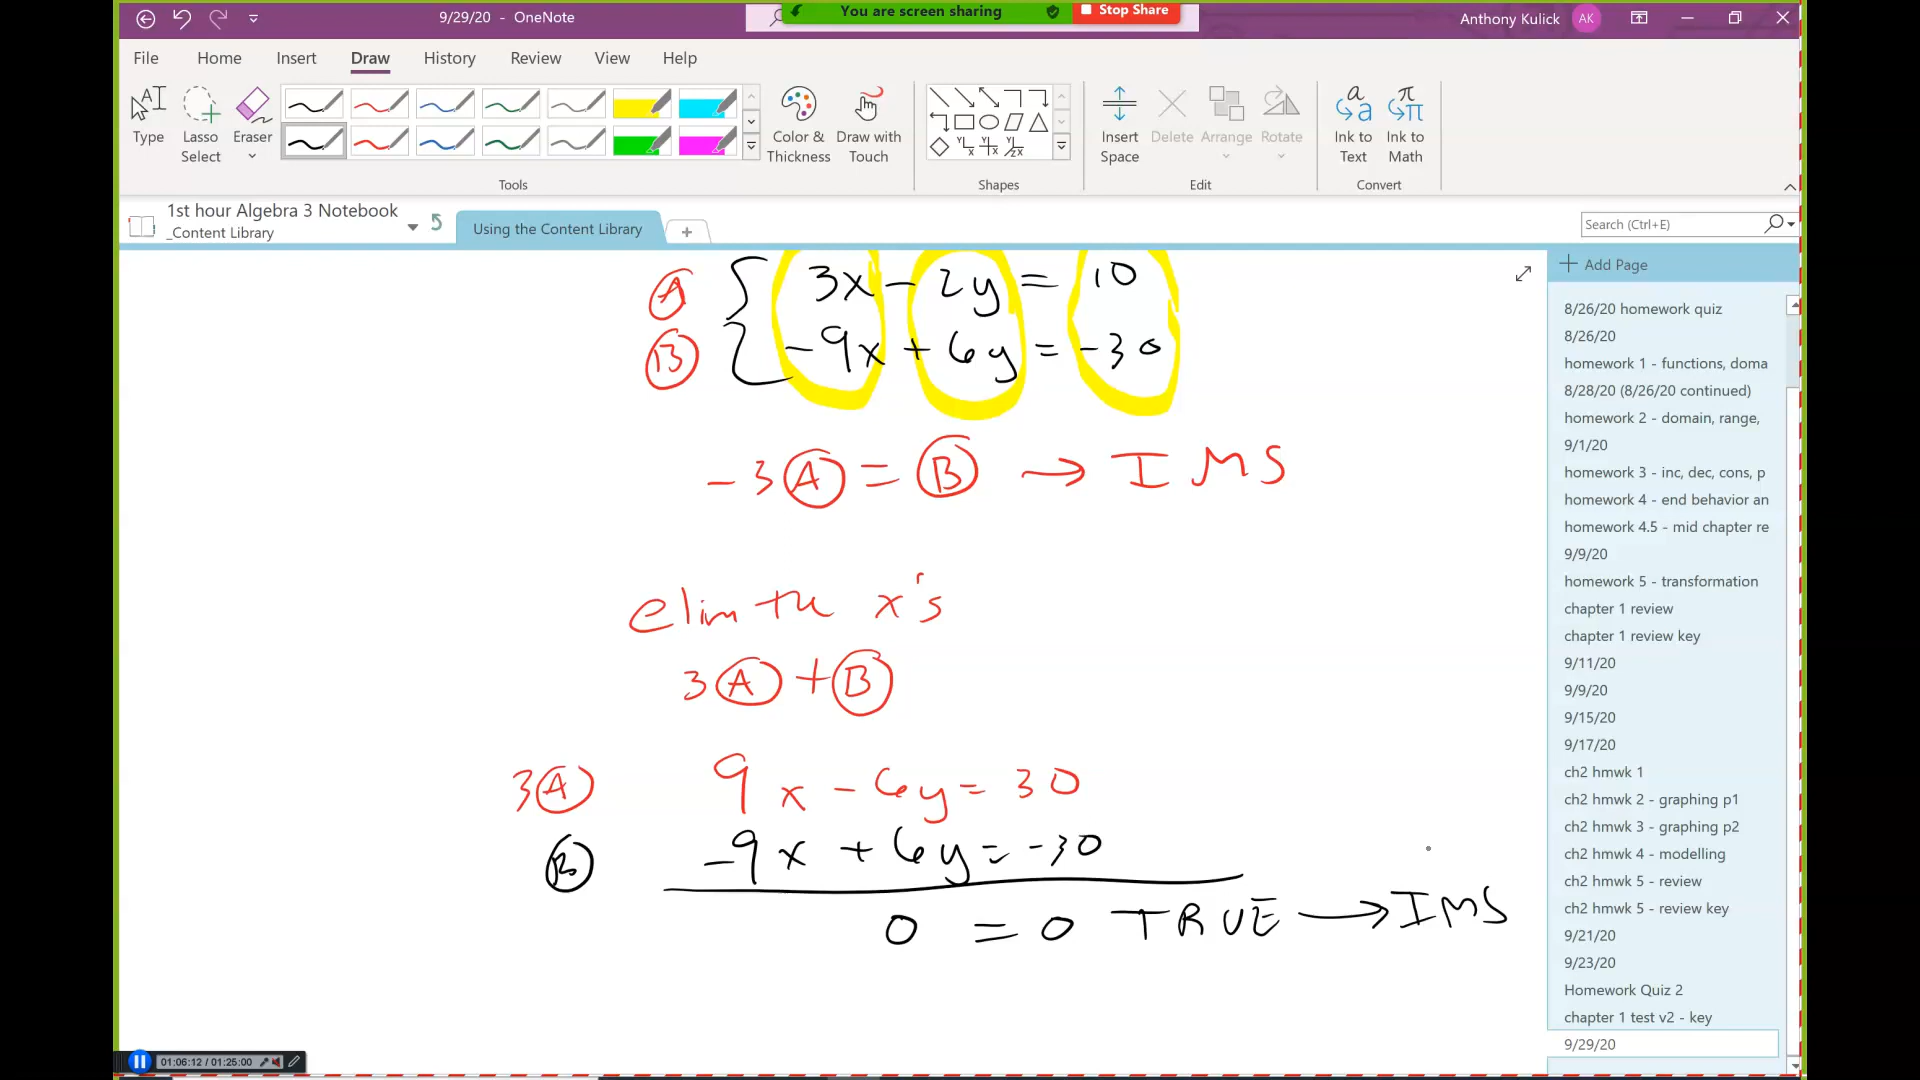 9/29/20 - OneNote
You are screen sharing
Stop Share
Anthony Kulick AK
File Home Insert Draw History Review View Help
Type
Lasso Select
Eraser
Color & Thickness
Draw with Touch
Insert Space
Delete
Arrange
Rotate
Ink to Text
Ink to Math
Tools
Shapes
Edit
Convert
1st hour Algebra 3 Notebook
_Content Library
Using the Content Library
Search (Ctrl+E)
A { 3x - 2y = 10
B { -9x + 6y = -30
-3 A = B → I M S
elim the x's
3 A + B
3 A 9x - 6y = 30
B -9x + 6y = -30
0 = 0 TRUE → IMS
Add Page
8/26/20 homework quiz
8/26/20
homework 1 - functions, doma
8/28/20 (8/26/20 continued)
homework 2 - domain, range,
9/1/20
homework 3 - inc, dec, cons, p
homework 4 - end behavior an
homework 4.5 - mid chapter re
9/9/20
homework 5 - transformation
chapter 1 review
chapter 1 review key
9/11/20
9/9/20
9/15/20
9/17/20
ch2 hmwk 1
ch2 hmwk 2 - graphing p1
ch2 hmwk 3 - graphing p2
ch2 hmwk 4 - modelling
ch2 hmwk 5 - review
ch2 hmwk 5 - review key
9/21/20
9/23/20
Homework Quiz 2
chapter 1 test v2 - key
9/29/20
01:06:12 / 01:25:00